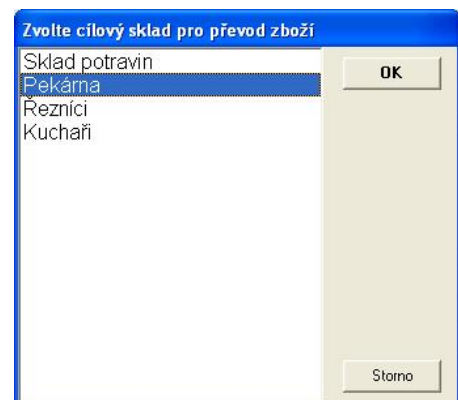 Zvolte cílový sklad pro převod zboží
Sklad potravin
Pekárna
Řezníci
Kuchaři
OK
Storno